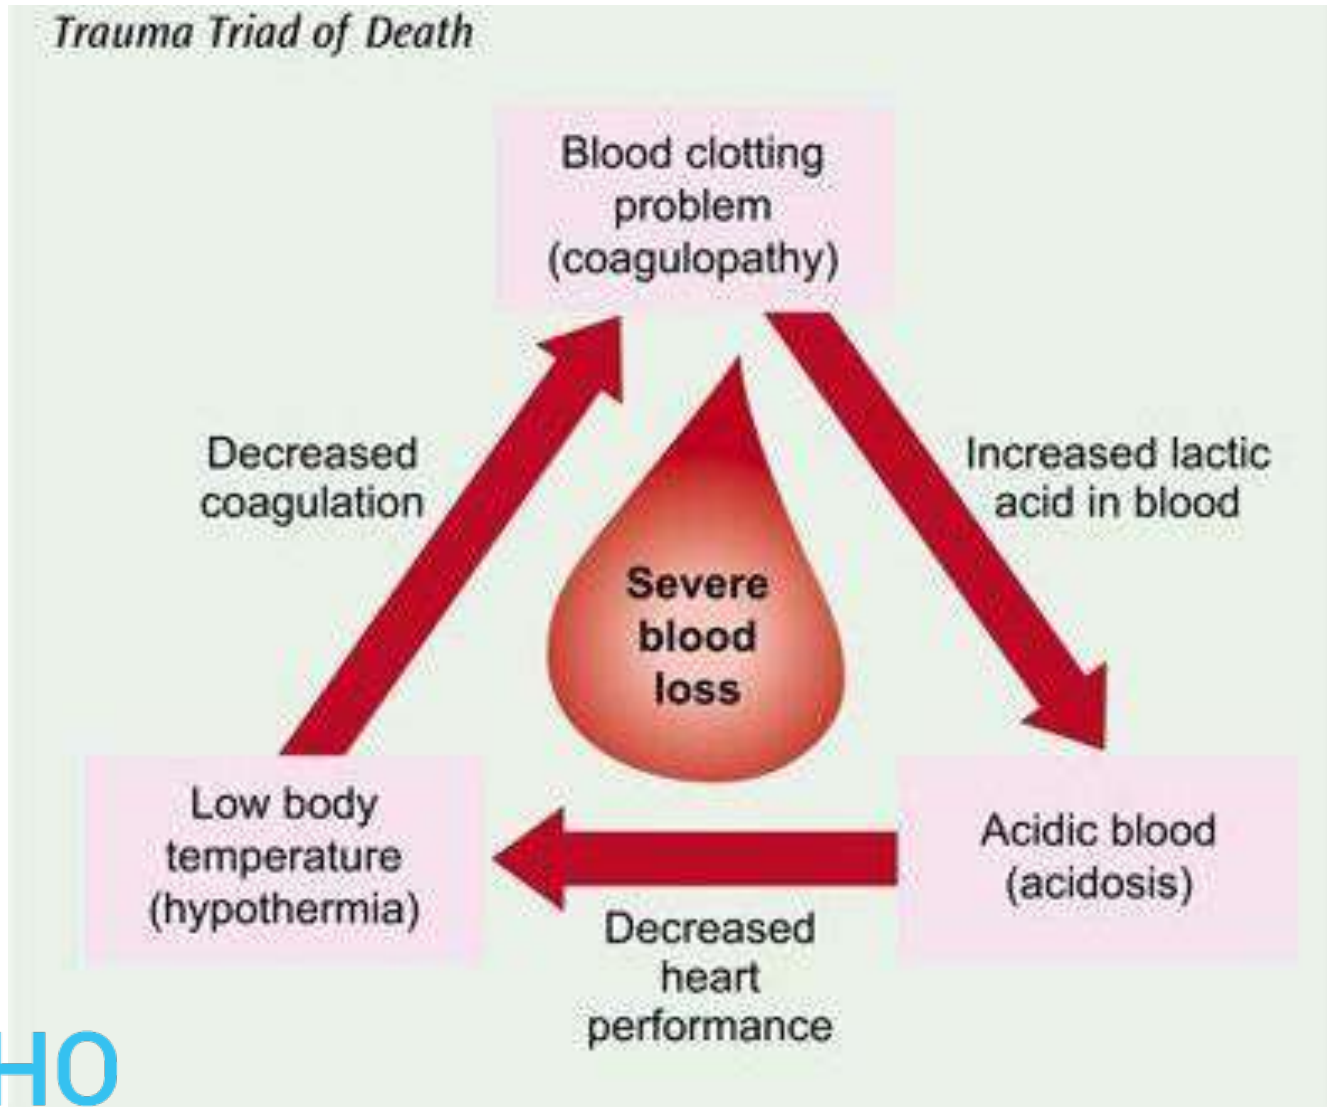 Trauma Triad of Death
Blood clotting
problem
(coagulopathy)
Decreased
coagulation
Increased lactic
acid in blood
Severe
blood
loss
Low body
temperature
(hypothermia)
Acidic blood
(acidosis)
Decreased
heart
performance
HO